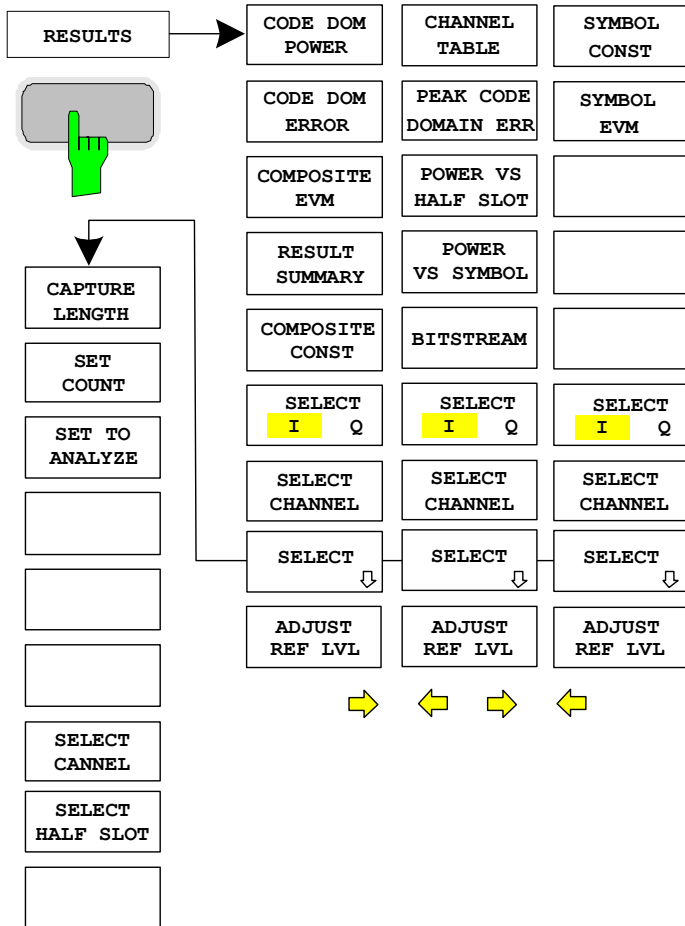 RESULTS
CODE DOM
POWER
CODE DOM
ERROR
COMPOSITE
EVM
RESULT
SUMMARY
COMPOSITE
CONST
SELECT
I Q
SELECT
CHANNEL
SELECT
ADJUST
REF LVL
CHANNEL
TABLE
PEAK CODE
DOMAIN ERR
POWER VS
HALF SLOT
POWER
VS SYMBOL
BITSTREAM
SELECT
I Q
SELECT
CHANNEL
SELECT
ADJUST
REF LVL
SYMBOL
CONST
SYMBOL
EVM
SELECT
I Q
SELECT
CHANNEL
SELECT
ADJUST
REF LVL
CAPTURE
LENGTH
SET
COUNT
SET TO
ANALYZE
SELECT
CANNEL
SELECT
HALF SLOT